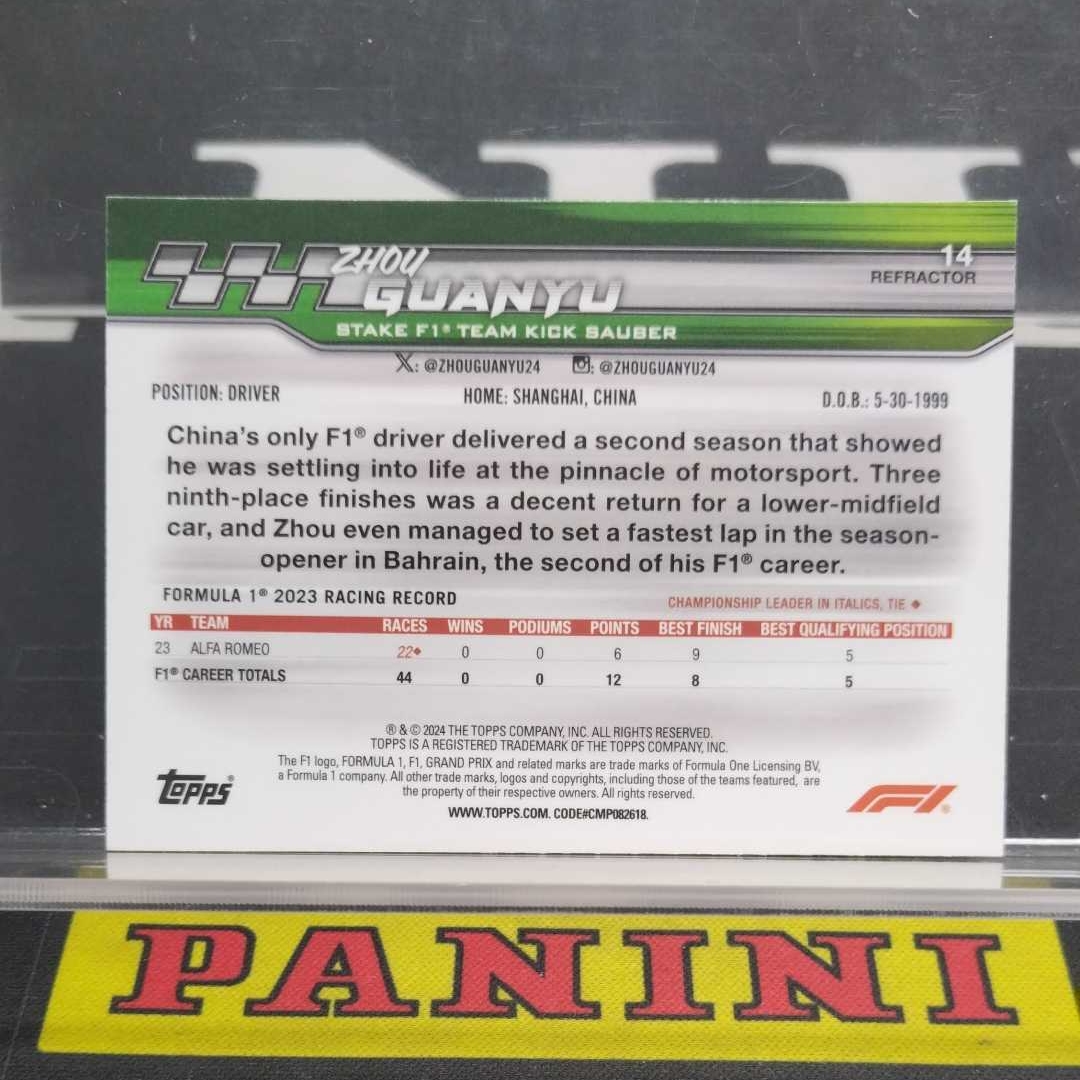 ZHOU
14
GUANYU
REFRACTOR
STAKE F1® TEAM KICK SAUBER
X: @ZHOUGUANYU24 : @ZHOUGUANYU24
POSITION: DRIVER HOME: SHANGHAI, CHINA D.O.B.: 5-30-1999
China's only F1® driver delivered a second season that showed
he was settling into life at the pinnacle of motorsport. Three
ninth-place finishes was a decent return for a lower-midfield
car, and Zhou even managed to set a fastest lap in the season-
opener in Bahrain, the second of his F1® career.
FORMULA 1® 2023 RACING RECORD CHAMPIONSHIP LEADER IN ITALICS, TIE ◆
YR TEAM RACES WINS PODIUMS POINTS BEST FINISH BEST QUALIFYING POSITION
23 ALFA ROMEO 22◆ 0 0 6 9 5
F1® CAREER TOTALS 44 0 0 12 8 5
® & © 2024 THE TOPPS COMPANY, INC. ALL RIGHTS RESERVED.
TOPPS IS A REGISTERED TRADEMARK OF THE TOPPS COMPANY, INC.
The F1 logo, FORMULA 1, F1, GRAND PRIX and related marks are trade marks of Formula One Licensing BV,
a Formula 1 company. All other trade marks, logos and copyrights, including those of the teams featured, are
the property of their respective owners. All rights reserved.
WWW.TOPPS.COM. CODE#CMP082618.
topps®
F1®
PANINI